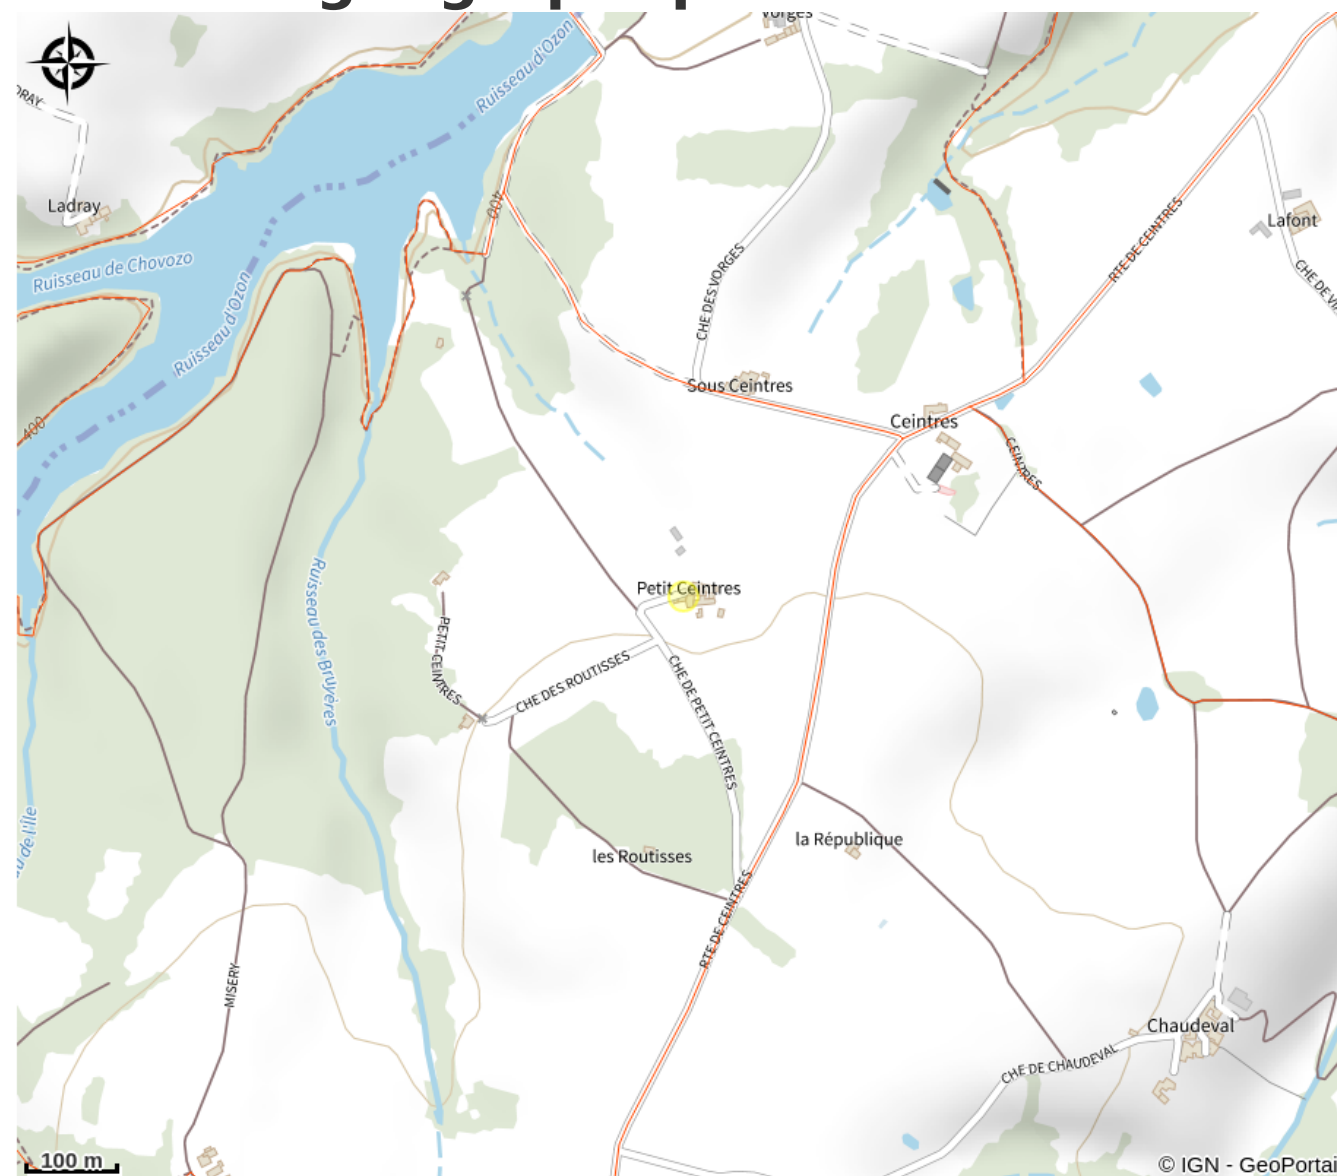 Vorges
Ruisseau d'Ozon
Ladray
400
Lafont
RTE DE CEINTRES
Ruisseau de Chovozo
CHE DES VORGES
Ruisseau d'Ozon
Sous Ceintres
Ceintres
400
CEINTRES
Petit Ceintres
Ruisseau des Bruyères
PETIT-CEINTRES
CHE DES ROUTISSES
CHE DE PETIT CEINTRES
la République
les Routisses
RTE DE CEINTRES
MISERY
Chaudeval
CHE DE CHAUDEVAL
100 m
© IGN - GeoPortai